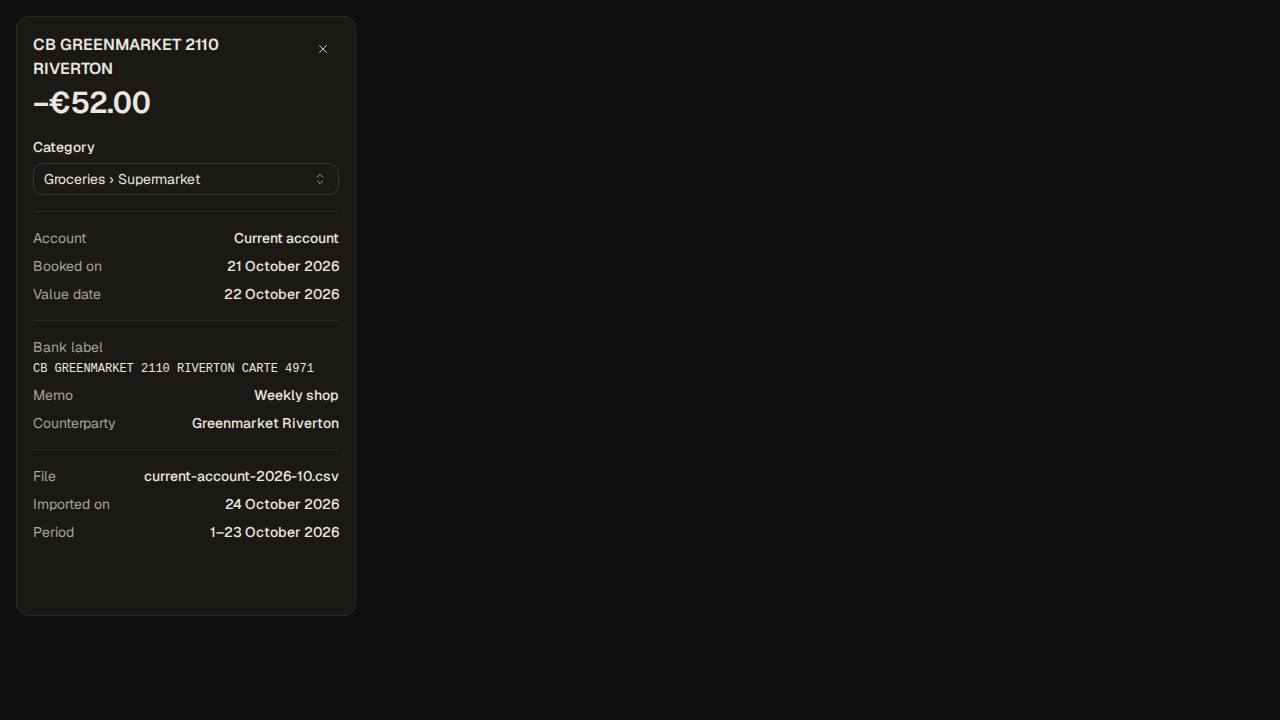 CB GREENMARKET 2110
RIVERTON
−€52.00
Category
Groceries › Supermarket
Account Current account
Booked on 21 October 2026
Value date 22 October 2026
Bank label
CB GREENMARKET 2110 RIVERTON CARTE 4971
Memo Weekly shop
Counterparty Greenmarket Riverton
File current-account-2026-10.csv
Imported on 24 October 2026
Period 1–23 October 2026